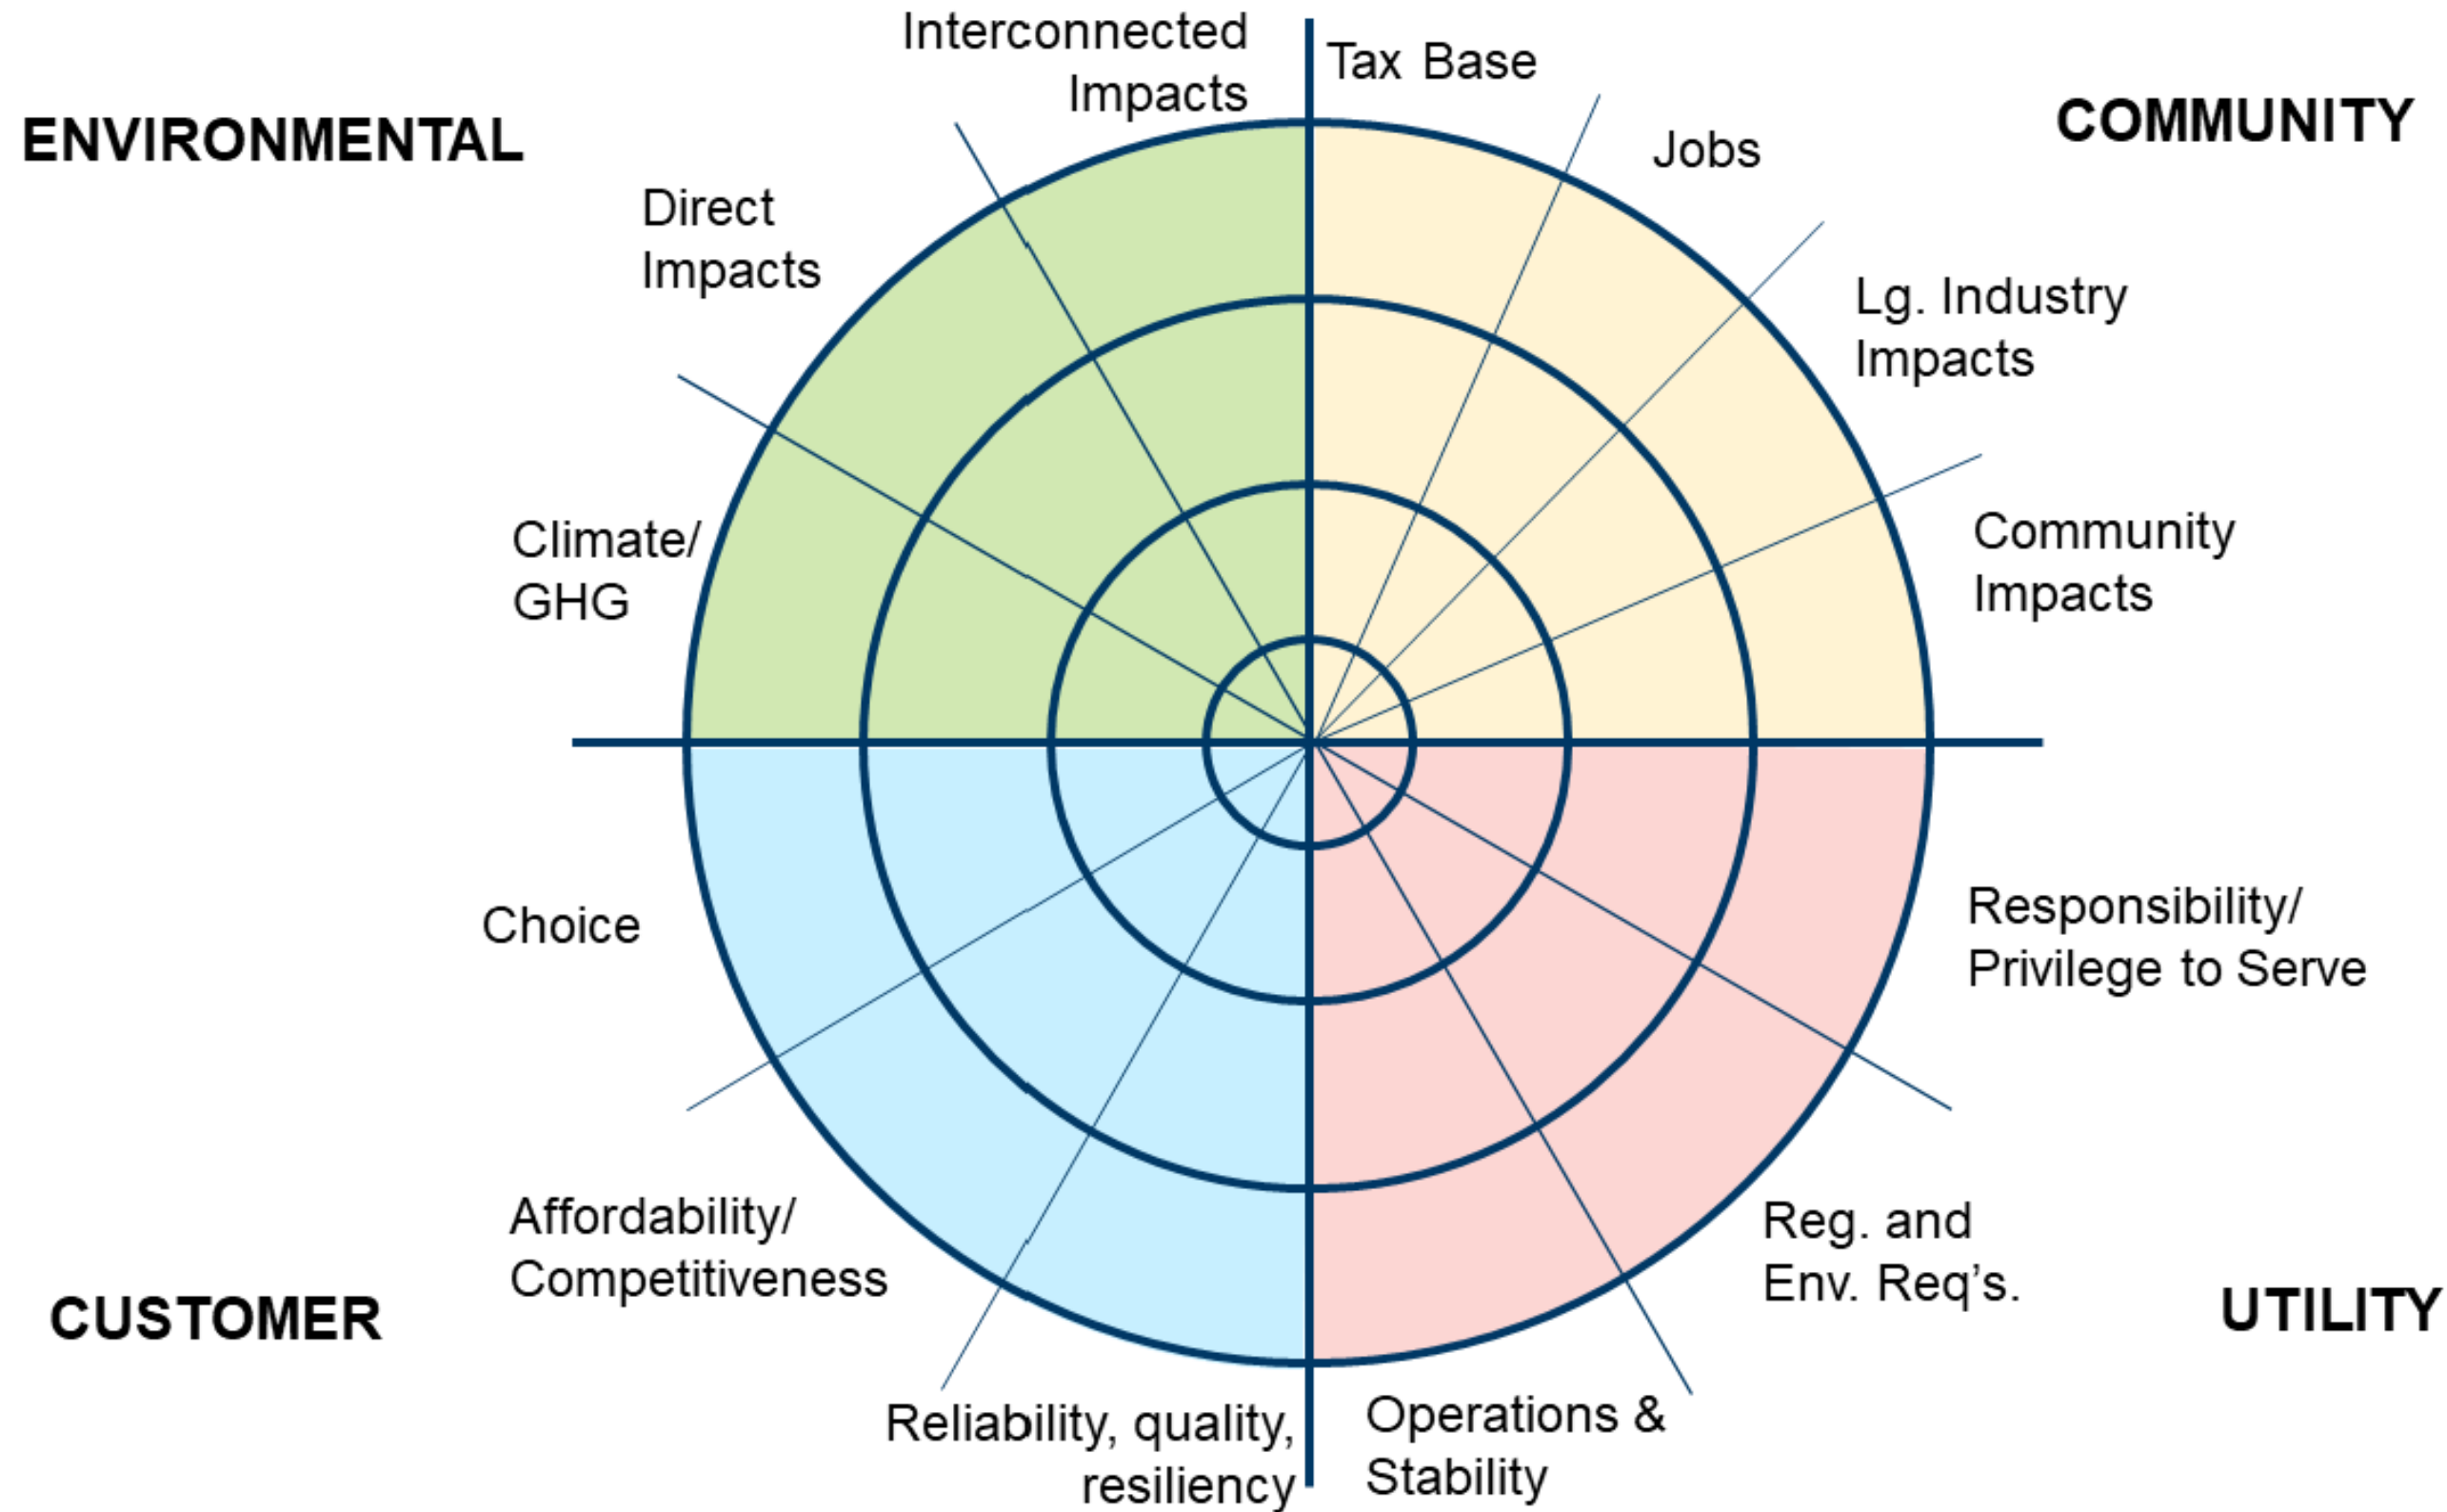 Interconnected
Impacts
Tax Base
ENVIRONMENTAL
COMMUNITY
Jobs
Direct
Impacts
Lg. Industry
Impacts
Climate/
GHG
Community
Impacts
Choice
Responsibility/
Privilege to Serve
Affordability/
Competitiveness
Reg. and
Env. Req’s.
CUSTOMER
UTILITY
Reliability, quality,
resiliency
Operations &
Stability